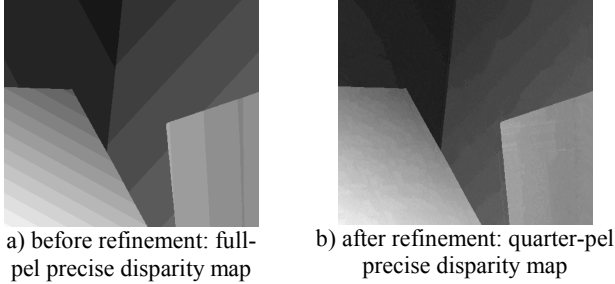 a) before refinement: full-
pel precise disparity map
b) after refinement: quarter-pel
precise disparity map